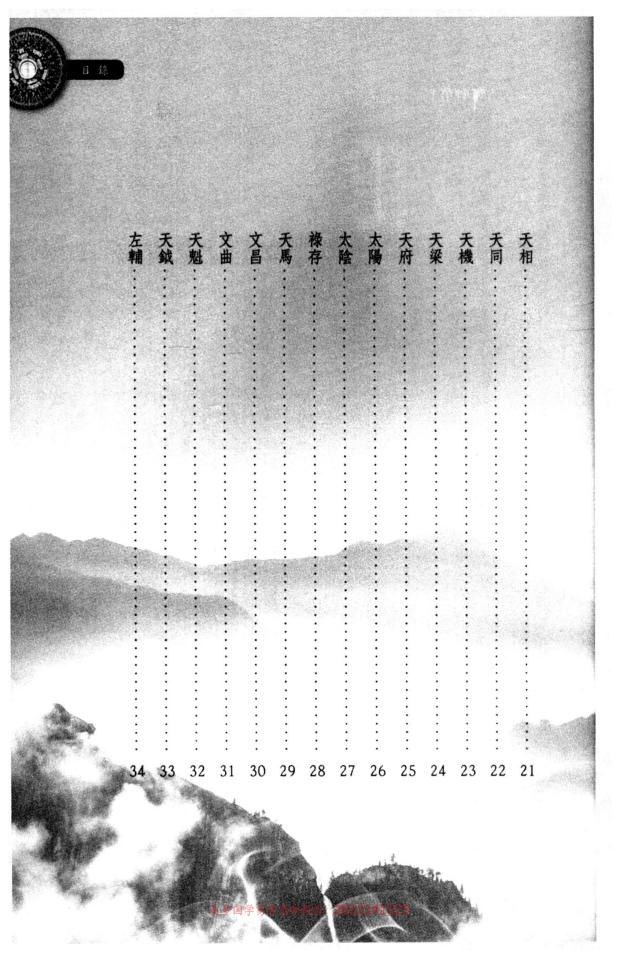 目錄
天相 21
天同 22
天機 23
天梁 24
天府 25
太陽 26
太陰 27
祿存 28
天馬 29
文昌 30
文曲 31
天魁 32
天鉞 33
左輔 34